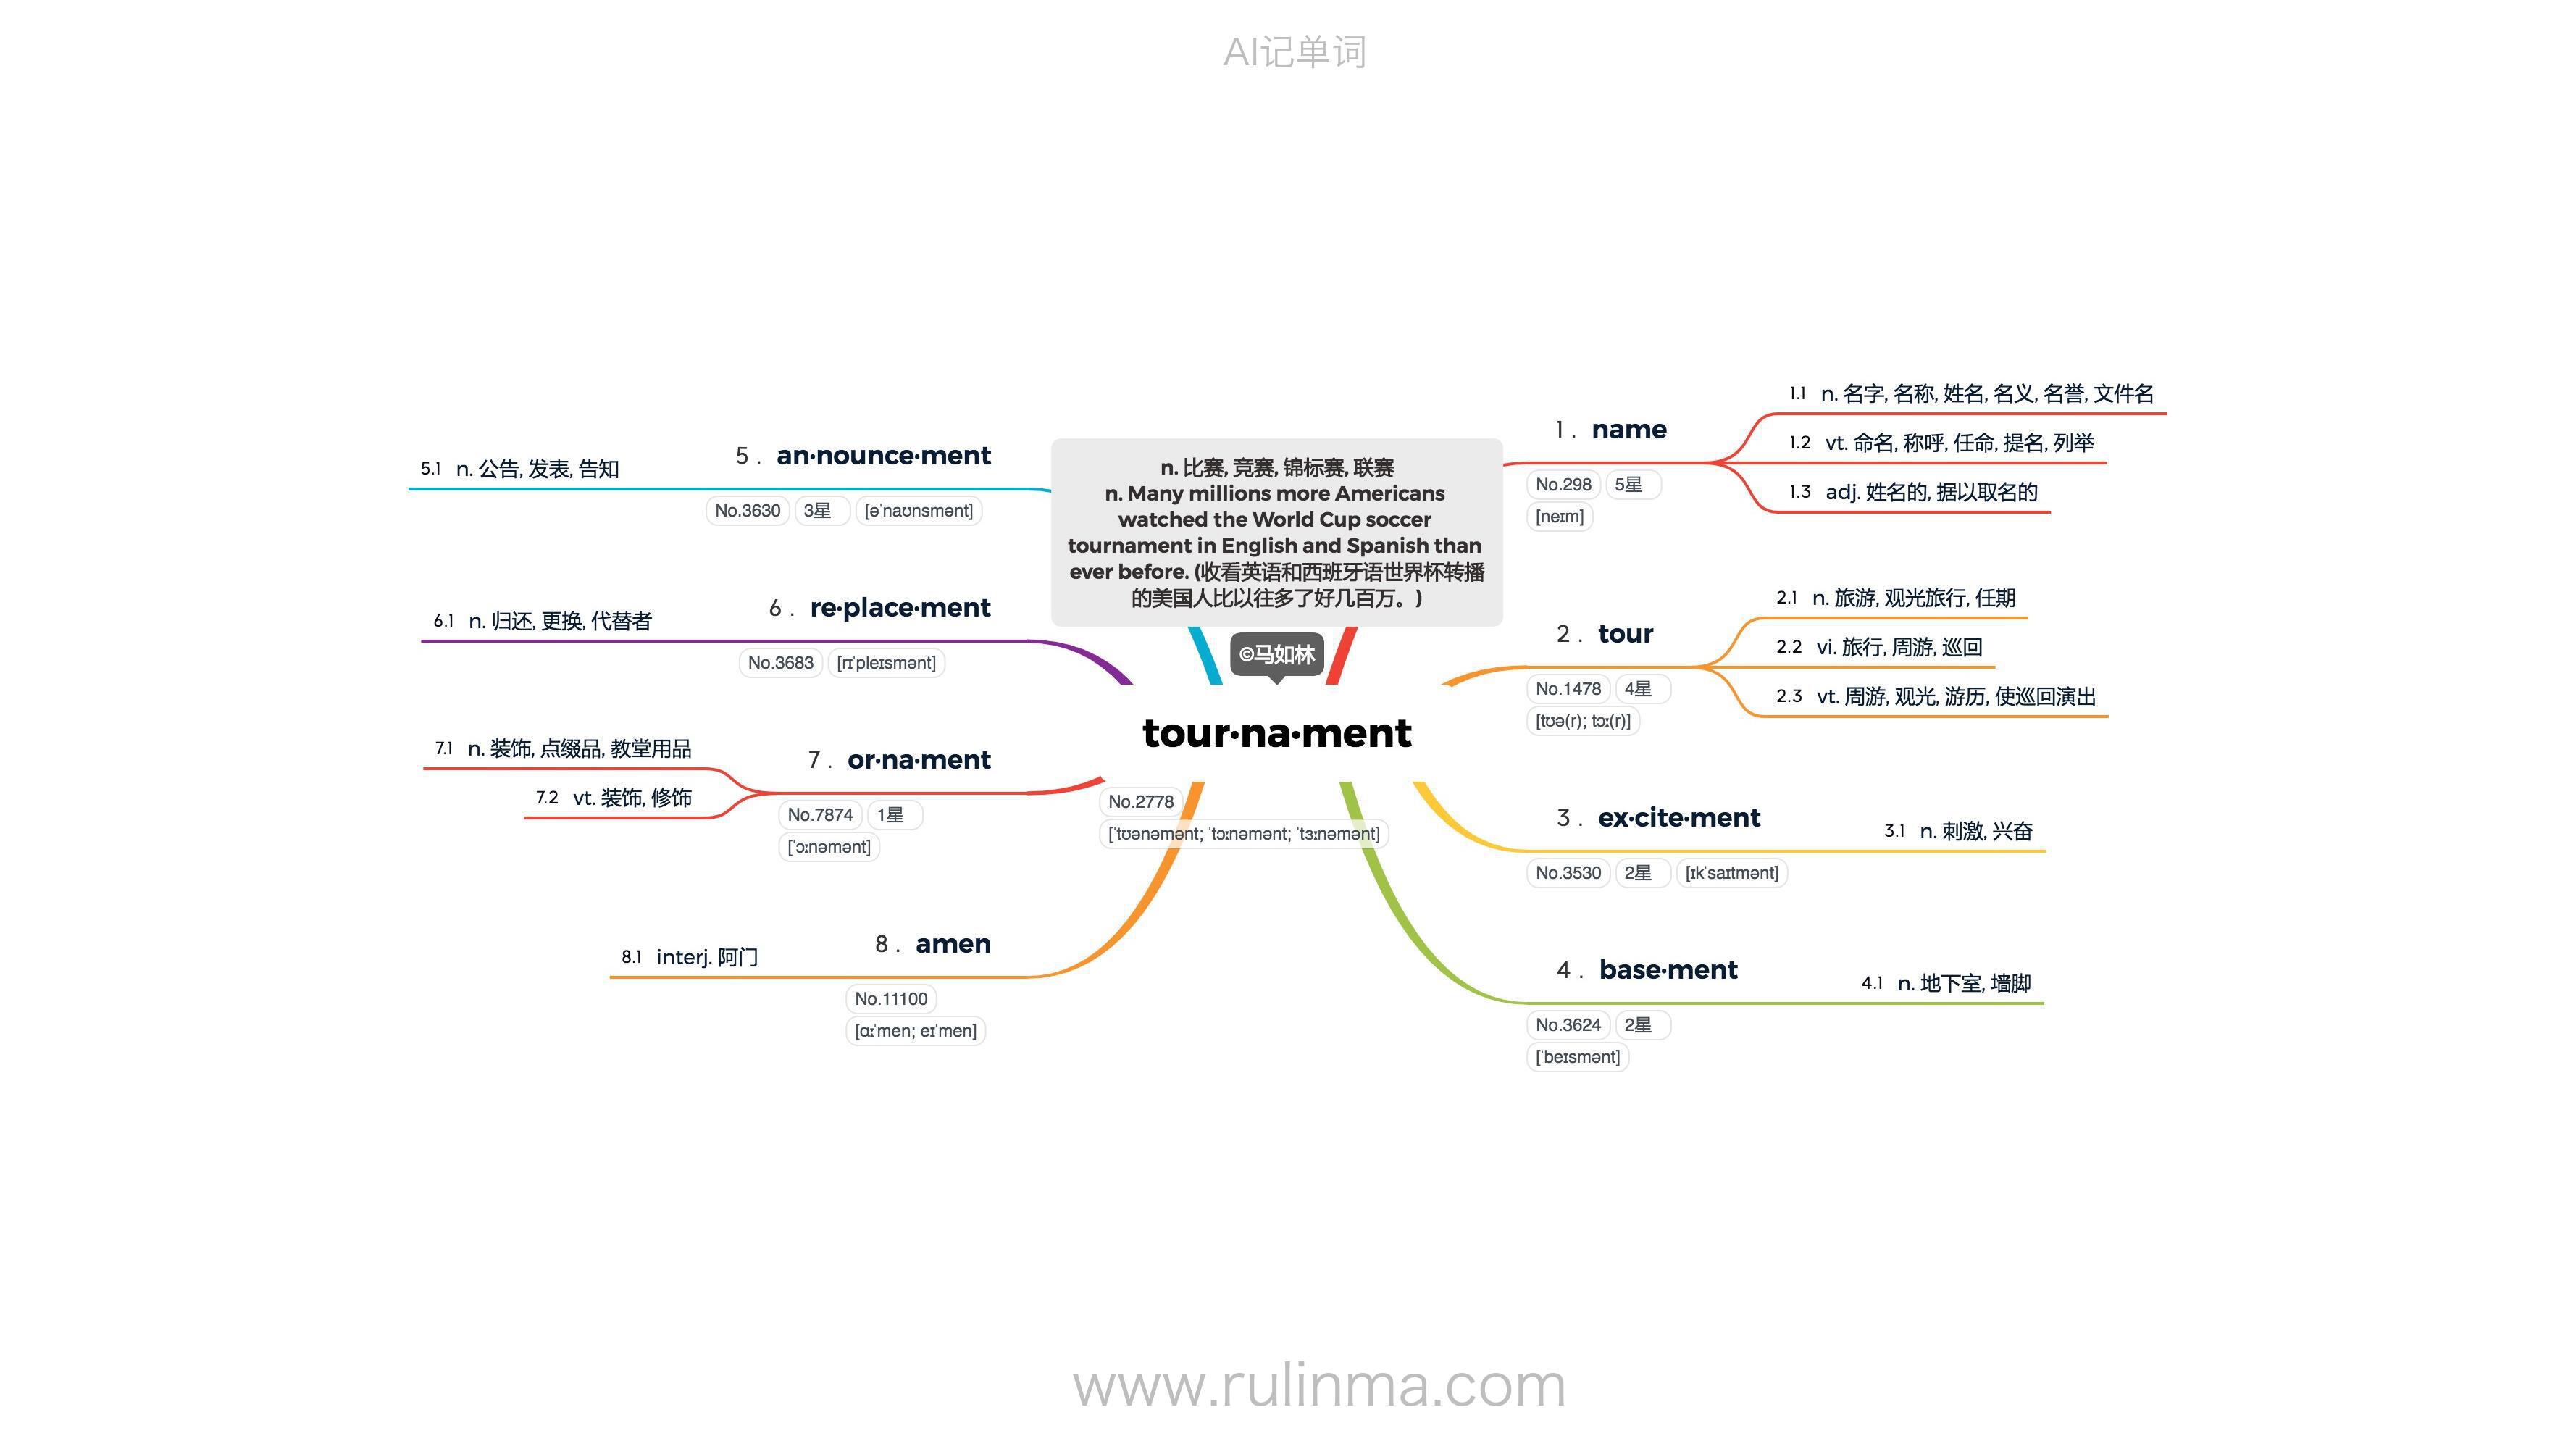 AI记单词
n. 比赛, 竞赛, 锦标赛, 联赛
n. Many millions more Americans
watched the World Cup soccer
tournament in English and Spanish than
ever before. (收看英语和西班牙语世界杯转播
的美国人比以往多了好几百万。)
©马如林
tour·na·ment
No.2778
[ˈtʊənəmənt; ˈtɔːnəmənt; ˈtɜːnəmənt]
1 . name
No.298 5星
[neɪm]
1.1 n. 名字, 名称, 姓名, 名义, 名誉, 文件名
1.2 vt. 命名, 称呼, 任命, 提名, 列举
1.3 adj. 姓名的, 据以取名的
2 . tour
No.1478 4星
[tʊə(r); tɔː(r)]
2.1 n. 旅游, 观光旅行, 任期
2.2 vi. 旅行, 周游, 巡回
2.3 vt. 周游, 观光, 游历, 使巡回演出
3 . ex·cite·ment
No.3530 2星 [ɪkˈsaɪtmənt]
3.1 n. 刺激, 兴奋
4 . base·ment
No.3624 2星
[ˈbeɪsmənt]
4.1 n. 地下室, 墙脚
5 . an·nounce·ment
No.3630 3星 [əˈnaʊnsmənt]
5.1 n. 公告, 发表, 告知
6 . re·place·ment
No.3683 [rɪˈpleɪsmənt]
6.1 n. 归还, 更换, 代替者
7 . or·na·ment
No.7874 1星
[ˈɔːnəmənt]
7.1 n. 装饰, 点缀品, 教堂用品
7.2 vt. 装饰, 修饰
8 . amen
No.11100
[ɑːˈmen; eɪˈmen]
8.1 interj. 阿门
www.rulinma.com